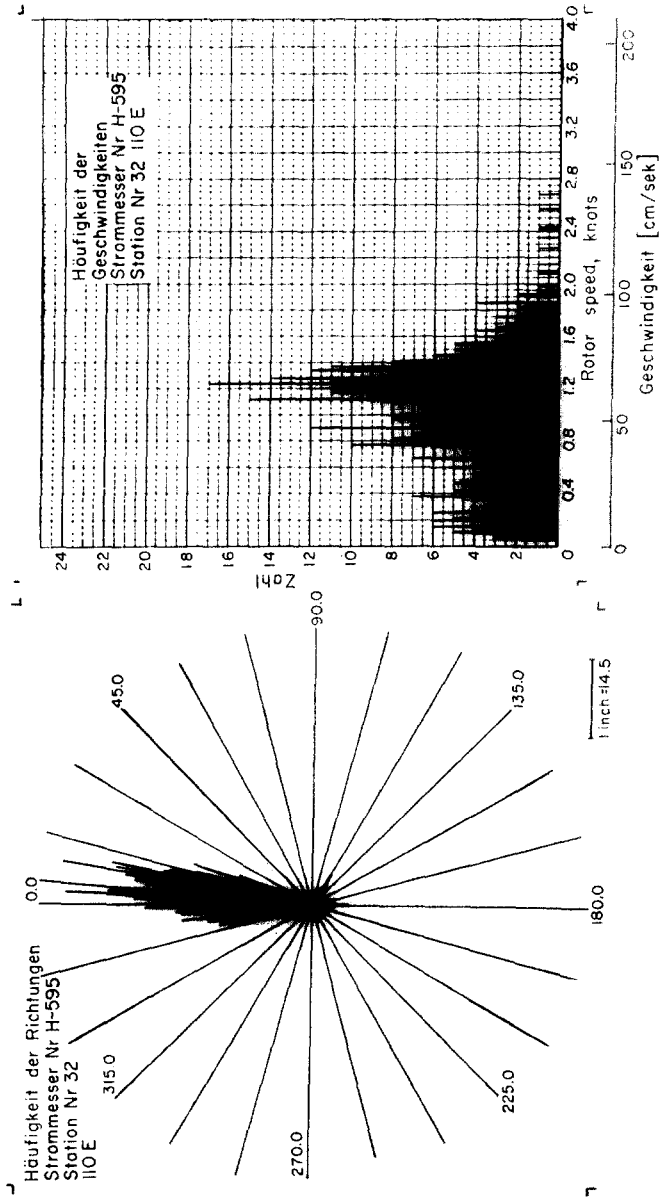 Häufigkeit der Richtungen
Strommesser Nr H-595
Station Nr 32
110 E
0.0
45.0
90.0
135.0
180.0
225.0
270.0
315.0
1 inch =14.5
Höufigkeit der
Geschwindigkeiten
Strommesser Nr H-595
Station Nr 32 110 E
Zahl
24
22
20
18
16
14
12
10
8
6
4
2
0 0.4 0.8 1.2 1.6 2.0 2.4 2.8 3.2 3.6 4.0
Rotor speed, knots
0 50 100 150 200
Geschwindigkeit [cm/sek]